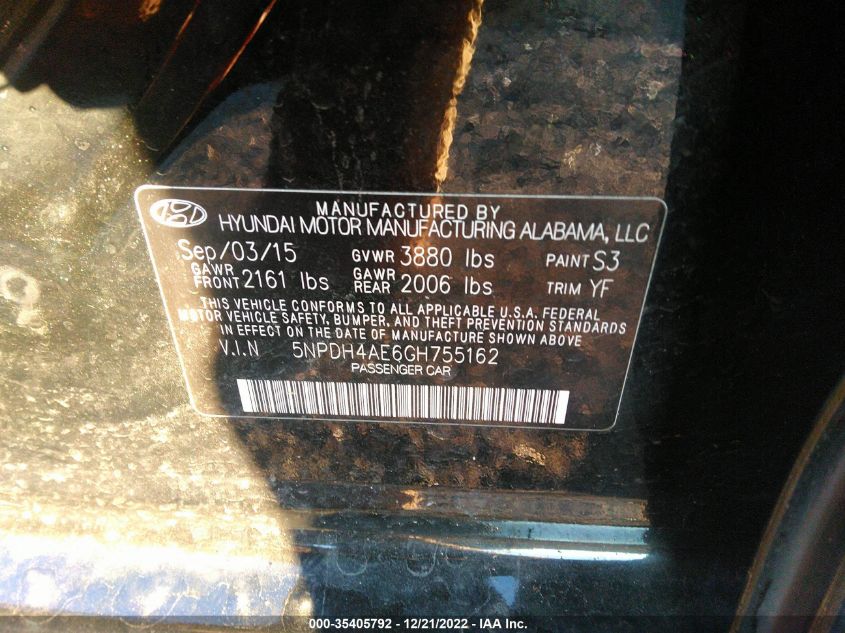 MANUFACTURED BY
HYUNDAI MOTOR MANUFACTURING ALABAMA, LLC
Sep/03/15 GVWR 3880 lbs PAINT S3
GAWR FRONT 2161 lbs GAWR REAR 2006 lbs TRIM YF
THIS VEHICLE CONFORMS TO ALL APPLICABLE U.S.A. FEDERAL
MOTOR VEHICLE SAFETY, BUMPER, AND THEFT PREVENTION STANDARDS
IN EFFECT ON THE DATE OF MANUFACTURE SHOWN ABOVE
V.I.N 5NPDH4AE6GH755162
PASSENGER CAR
000-35405792 - 12/21/2022 - IAA Inc.